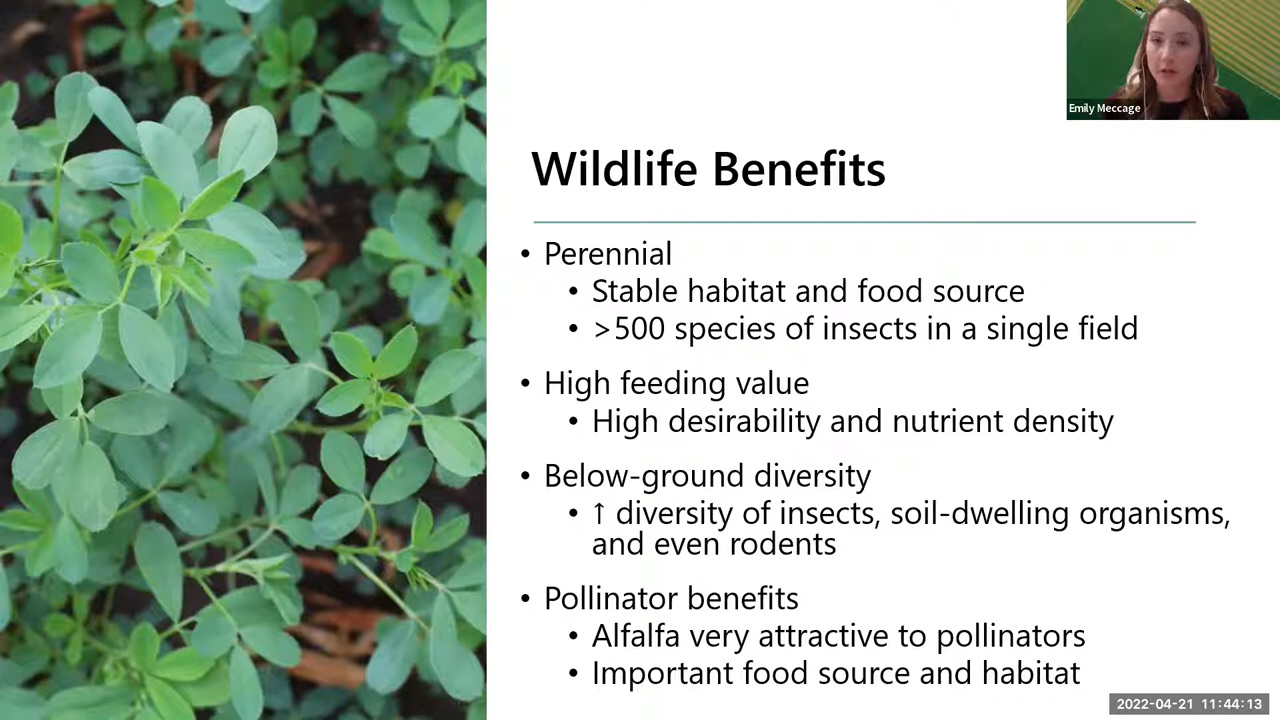 Emily Meccage
Wildlife Benefits
• Perennial
• Stable habitat and food source
• >500 species of insects in a single field
• High feeding value
• High desirability and nutrient density
• Below-ground diversity
• ↑ diversity of insects, soil-dwelling organisms,
and even rodents
• Pollinator benefits
• Alfalfa very attractive to pollinators
• Important food source and habitat
2022-04-21 11:44:13